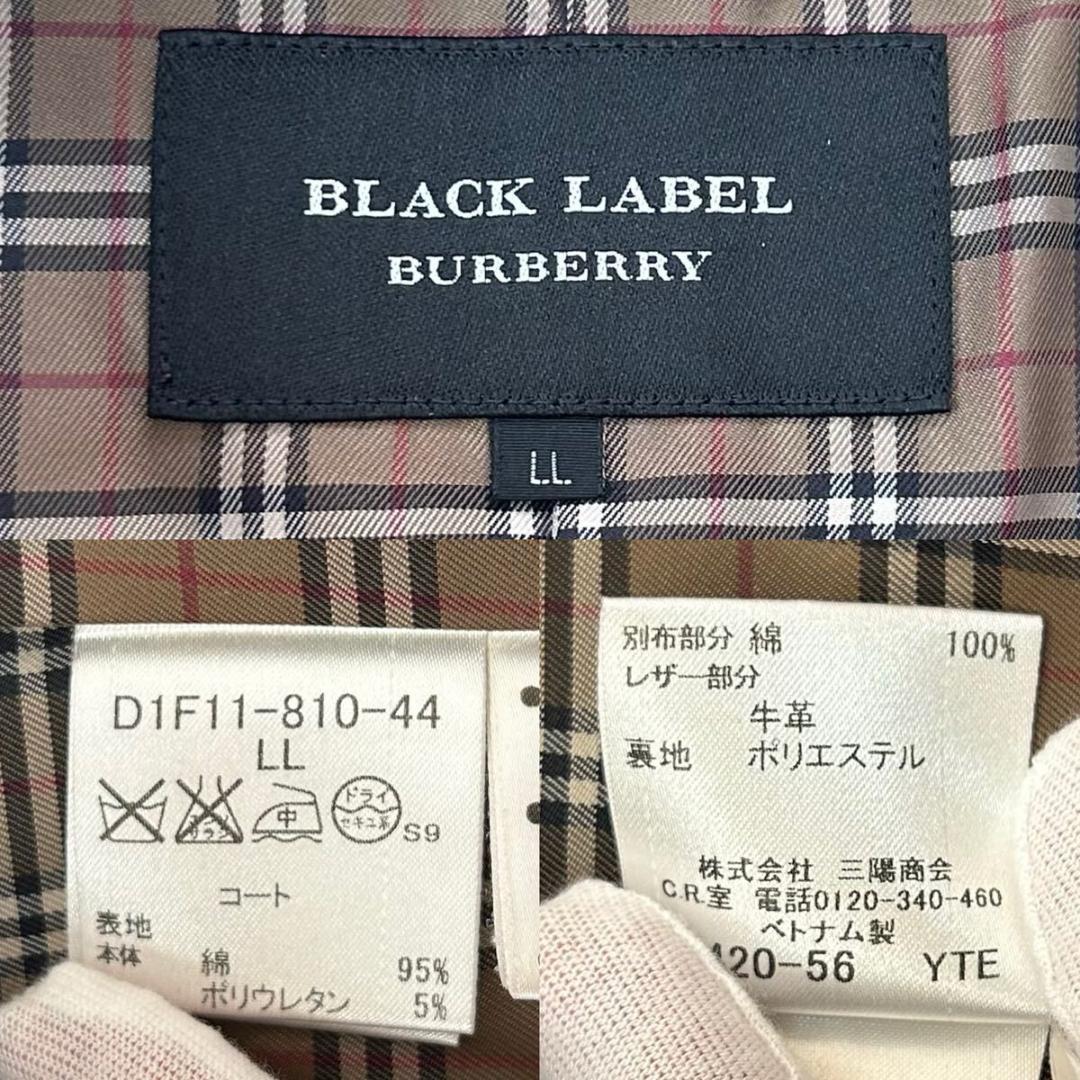 BLACK LABEL
BURBERRY
LL
D1F11-810-44
LL
中
ドライ
セキユ系
S9
コート
表地
本体
綿 95%
ポリウレタン 5%
別布部分 綿 100%
レザー部分
牛革
裏地 ポリエステル
株式会社 三陽商会
C.R.室 電話0120-340-460
ベトナム製
20-56 YTE